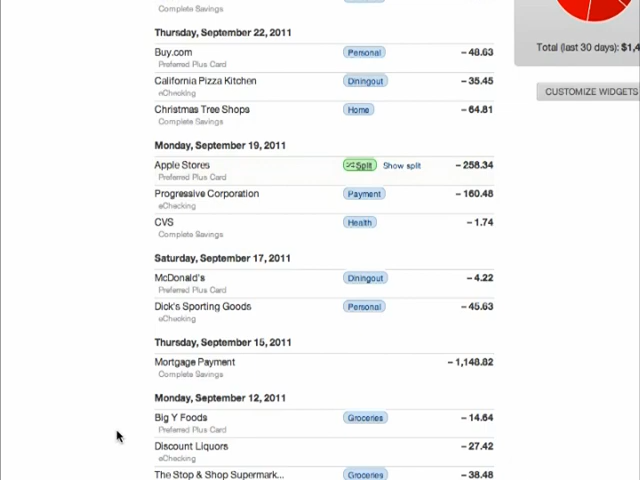 Complete Savings
Thursday, September 22, 2011
Buy.com Personal – 48.63
Preferred Plus Card
California Pizza Kitchen Diningout – 35.45
eChecking
Christmas Tree Shops Home – 64.81
Complete Savings
Monday, September 19, 2011
Apple Stores Split Show split – 258.34
Preferred Plus Card
Progressive Corporation Payment – 160.48
eChecking
CVS Health – 1.74
Complete Savings
Saturday, September 17, 2011
McDonald's Diningout – 4.22
Preferred Plus Card
Dick's Sporting Goods Personal – 45.63
eChecking
Thursday, September 15, 2011
Mortgage Payment – 1,148.82
Complete Savings
Monday, September 12, 2011
Big Y Foods Groceries – 14.64
Preferred Plus Card
Discount Liquors – 27.42
eChecking
The Stop & Shop Supermark... Groceries – 38.48
Total (last 30 days): $1,4
CUSTOMIZE WIDGETS